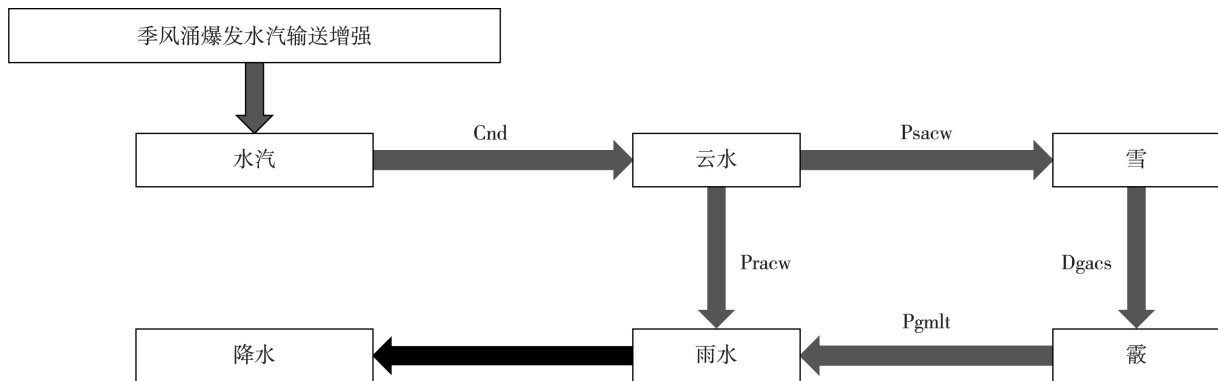 季风涌爆发水汽输送增强
水汽
Cnd
云水
Psacw
雪
Pracw
Dgacs
降水
雨水
Pgmlt
霰